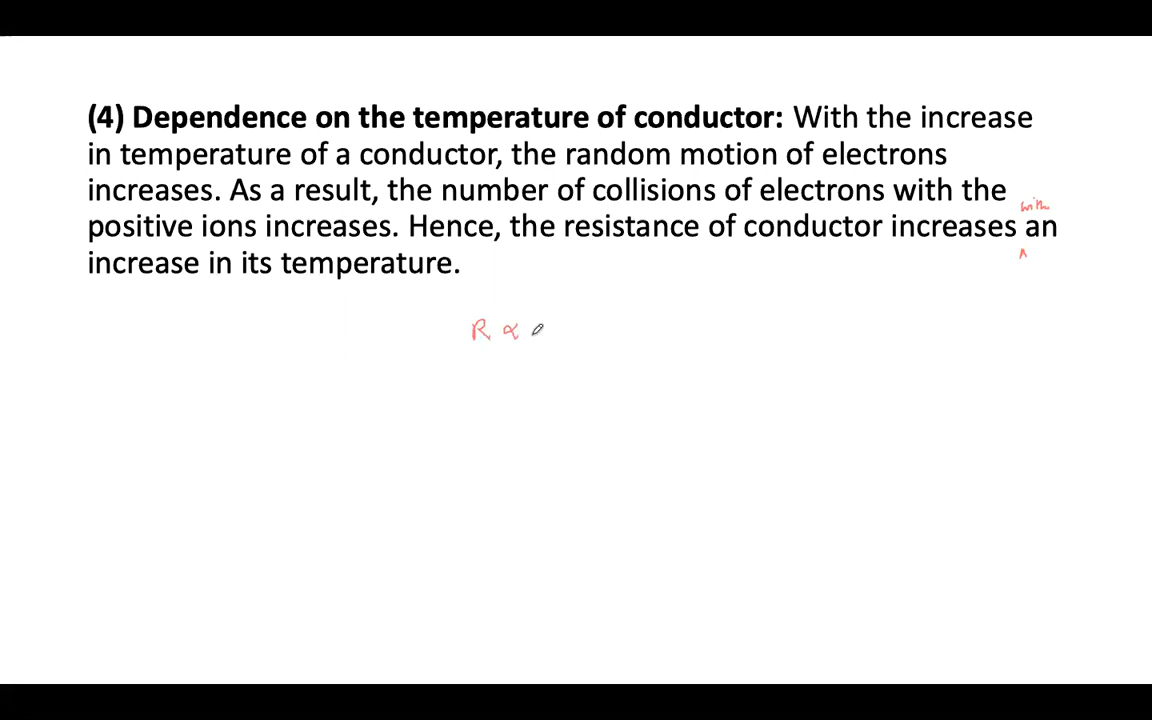 (4) Dependence on the temperature of conductor: With the increase
in temperature of a conductor, the random motion of electrons
increases. As a result, the number of collisions of electrons with the
with
positive ions increases. Hence, the resistance of conductor increases an
^
increase in its temperature.
R ∝